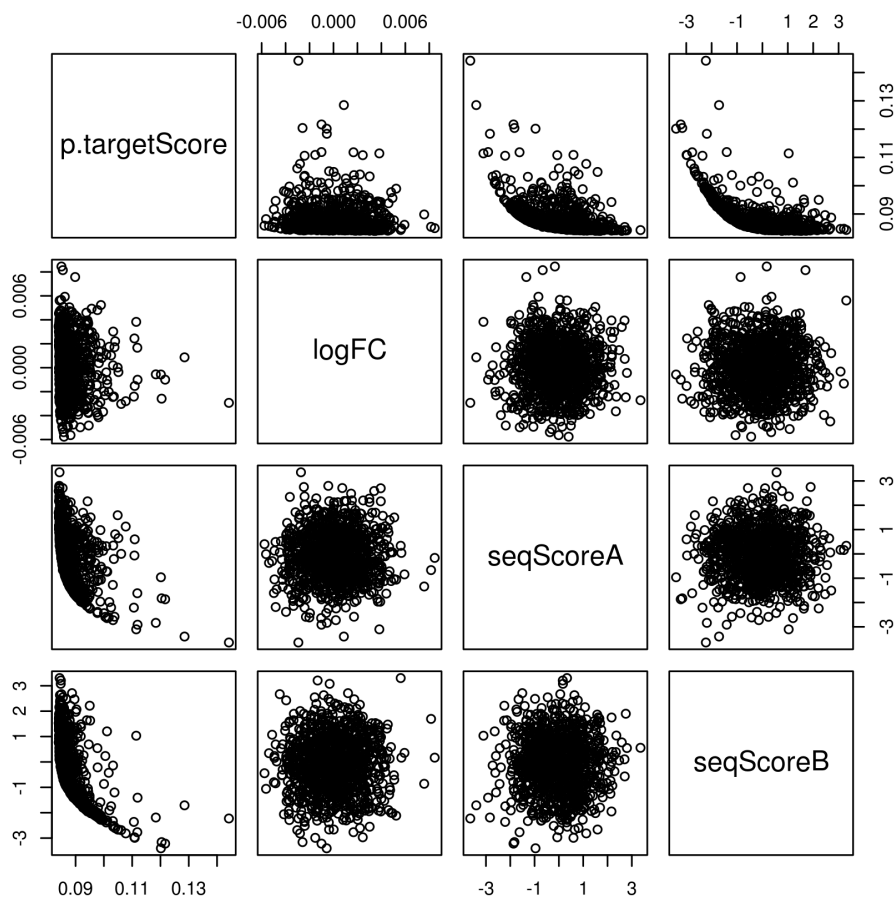 -0.006 0.000 0.006 -3 -1 1 3
p.targetScore
0.13
0.11
0.09
0.006
0.000
-0.006
logFC
seqScoreA
3
1
-1
-3
3
2
1
-1
-3
seqScoreB
0.09 0.11 0.13 -3 -1 1 3